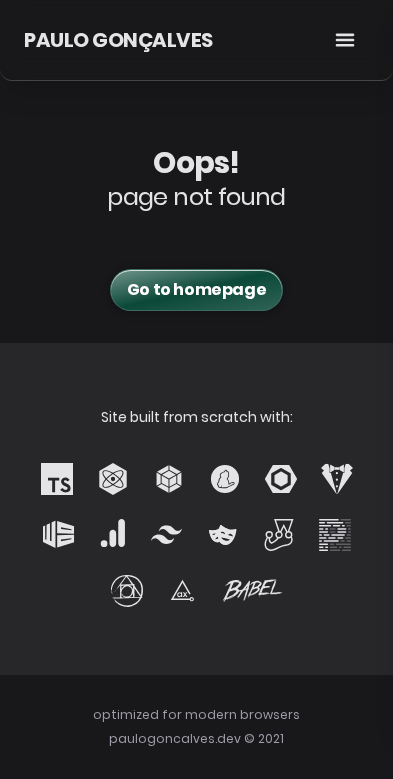 PAULO GONÇALVES
Oops!
page not found
Go to homepage
Site built from scratch with:
TS
ax
BABEL
optimized for modern browsers
paulogoncalves.dev © 2021